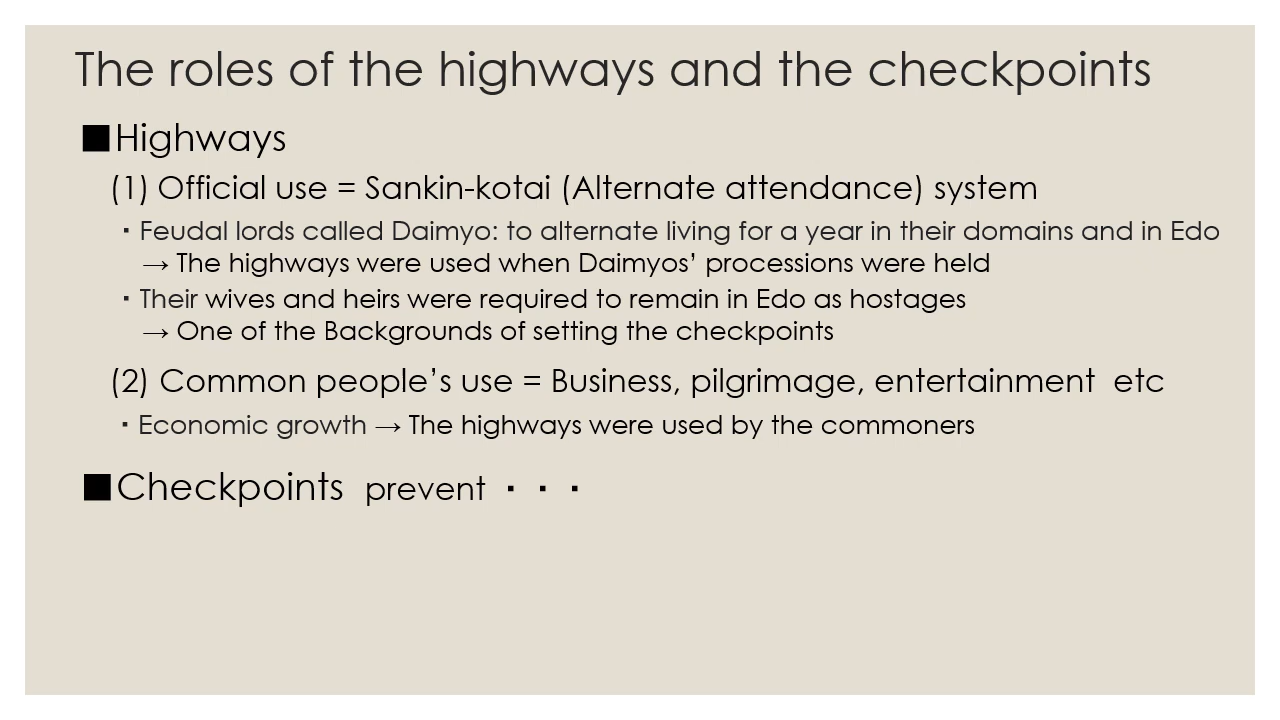 The roles of the highways and the checkpoints
■Highways
(1) Official use = Sankin-kotai (Alternate attendance) system
・Feudal lords called Daimyo: to alternate living for a year in their domains and in Edo
→ The highways were used when Daimyos’ processions were held
・Their wives and heirs were required to remain in Edo as hostages
→ One of the Backgrounds of setting the checkpoints
(2) Common people’s use = Business, pilgrimage, entertainment etc
・Economic growth → The highways were used by the commoners
■Checkpoints prevent ・・・